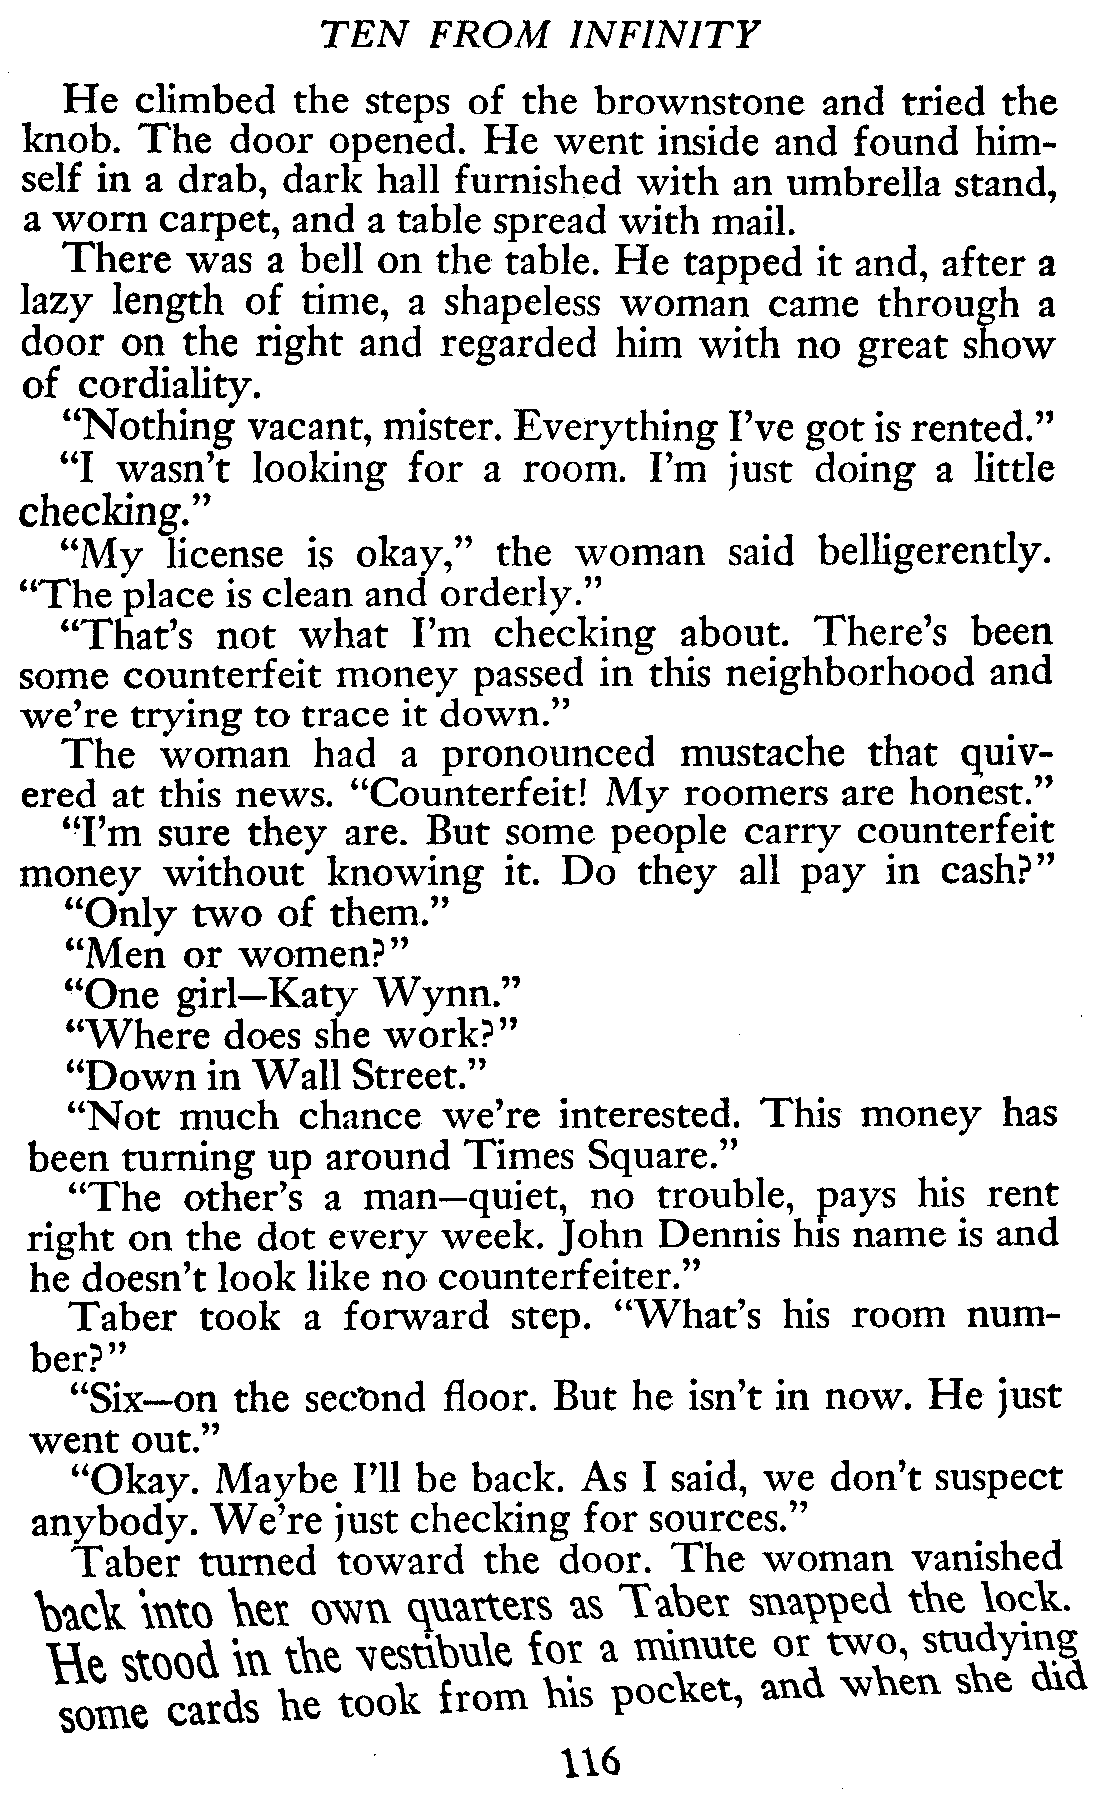 TEN FROM INFINITY
He climbed the steps of the brownstone and tried the
knob. The door opened. He went inside and found him-
self in a drab, dark hall furnished with an umbrella stand,
a worn carpet, and a table spread with mail.
There was a bell on the table. He tapped it and, after a
lazy length of time, a shapeless woman came through a
door on the right and regarded him with no great show
of cordiality.
“Nothing vacant, mister. Everything I’ve got is rented.”
“I wasn’t looking for a room. I’m just doing a little
checking.”
“My license is okay,” the woman said belligerently.
“The place is clean and orderly.”
“That’s not what I’m checking about. There’s been
some counterfeit money passed in this neighborhood and
we’re trying to trace it down.”
The woman had a pronounced mustache that quiv-
ered at this news. “Counterfeit! My roomers are honest.”
“I’m sure they are. But some people carry counterfeit
money without knowing it. Do they all pay in cash?”
“Only two of them.”
“Men or women?”
“One girl—Katy Wynn.”
“Where does she work?”
“Down in Wall Street.”
“Not much chance we’re interested. This money has
been turning up around Times Square.”
“The other’s a man—quiet, no trouble, pays his rent
right on the dot every week. John Dennis his name is and
he doesn’t look like no counterfeiter.”
Taber took a forward step. “What’s his room num-
ber?”
“Six—on the second floor. But he isn’t in now. He just
went out.”
“Okay. Maybe I’ll be back. As I said, we don’t suspect
anybody. We’re just checking for sources.”
Taber turned toward the door. The woman vanished
back into her own quarters as Taber snapped the lock.
He stood in the vestibule for a minute or two, studying
some cards he took from his pocket, and when she did
116